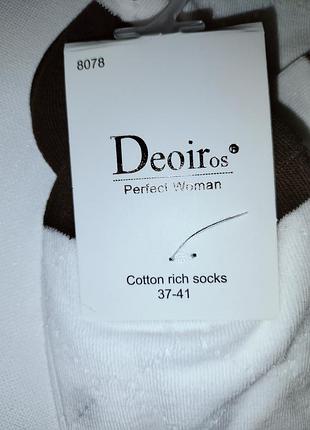 8078
Deoiros®
Perfect Woman
Cotton rich socks
37-41